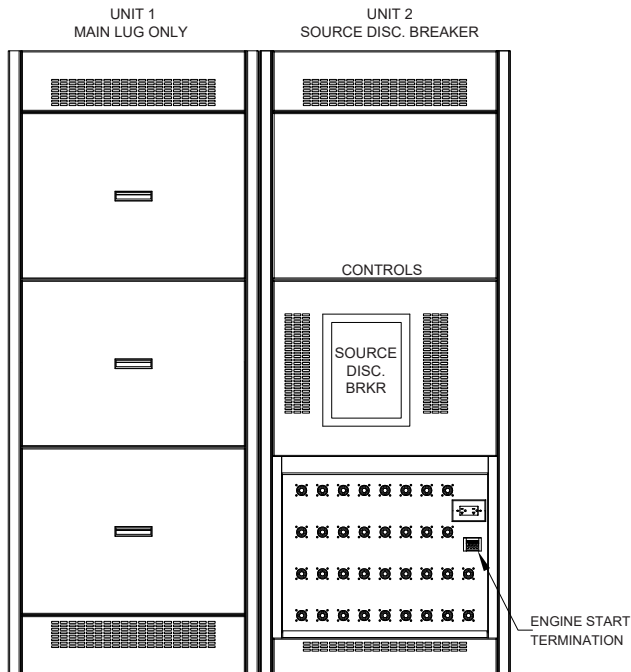 UNIT 1
MAIN LUG ONLY
UNIT 2
SOURCE DISC. BREAKER
CONTROLS
SOURCE
DISC.
BRKR
ENGINE START
TERMINATION